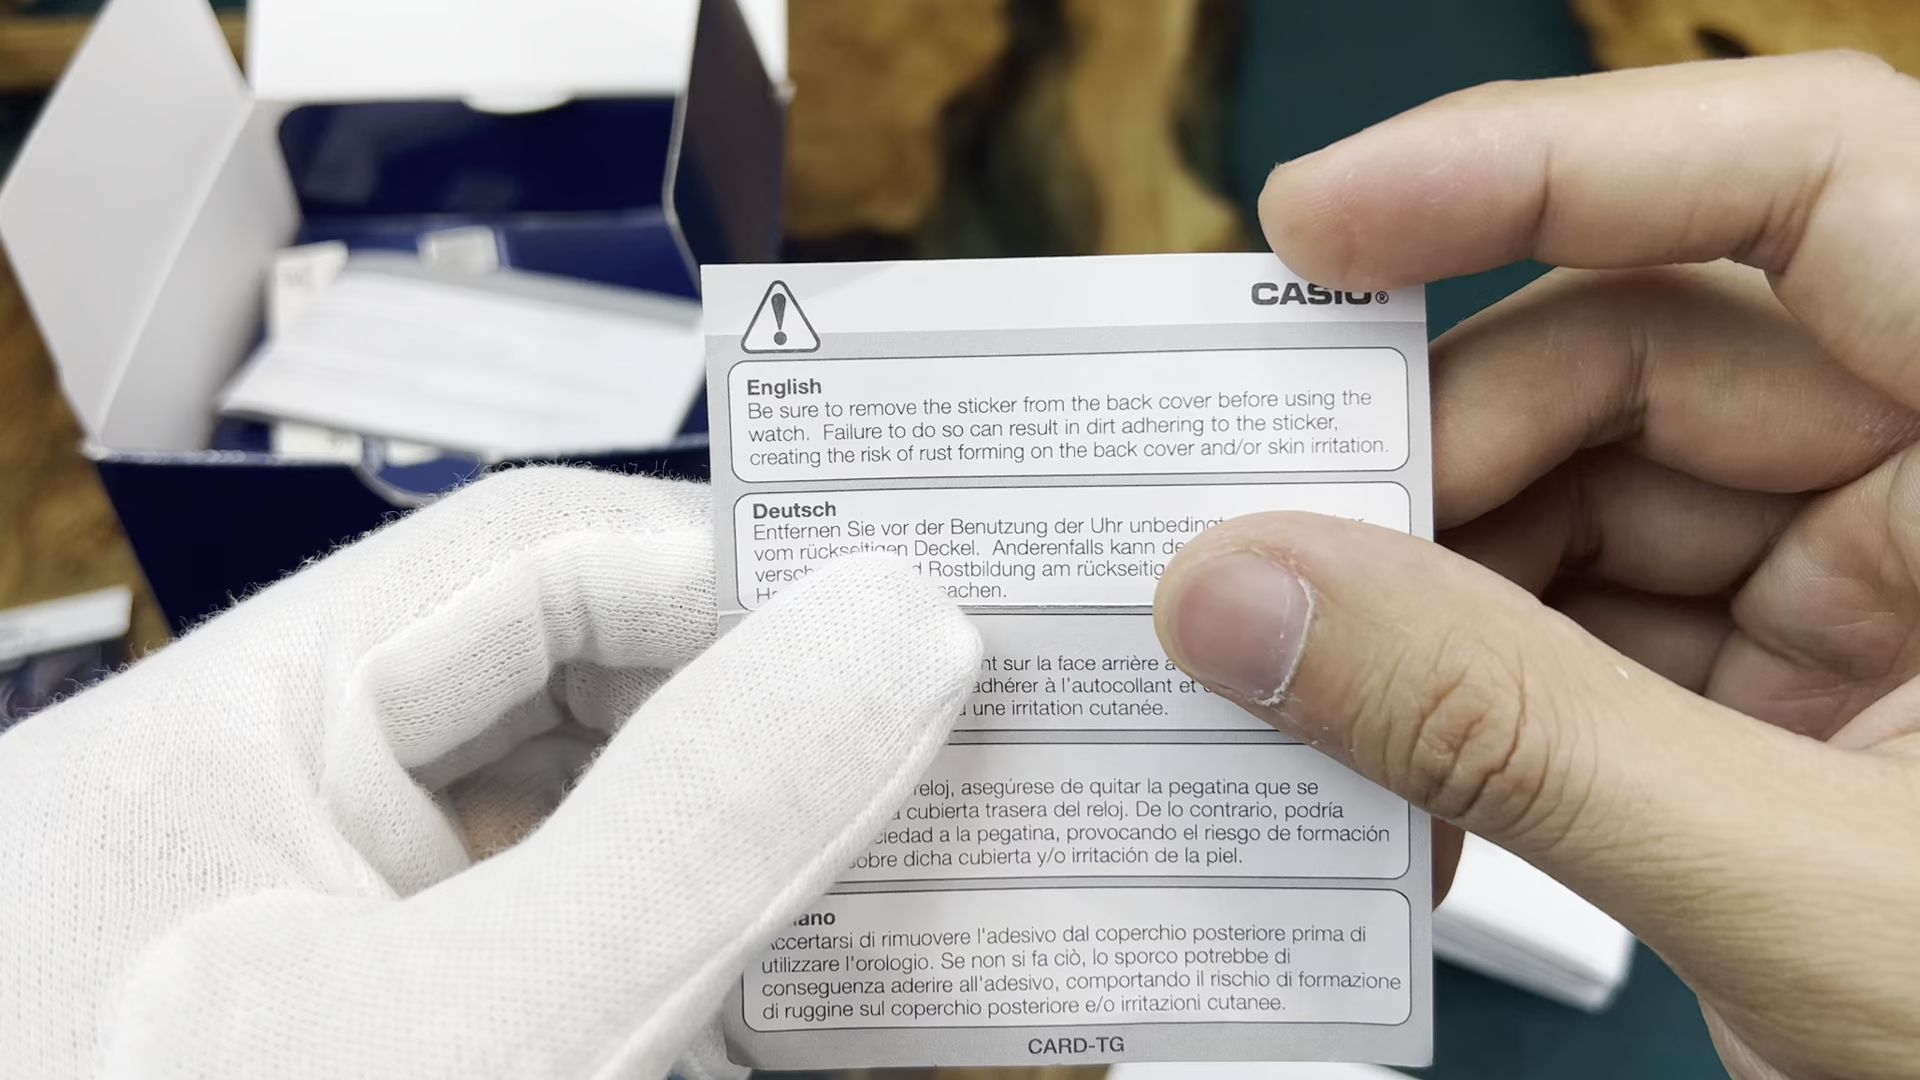 CASIO®
English
Be sure to remove the sticker from the back cover before using the
watch. Failure to do so can result in dirt adhering to the sticker,
creating the risk of rust forming on the back cover and/or skin irritation.
Deutsch
Entfernen Sie vor der Benutzung der Uhr unbedingt
vom rückseitigen Deckel. Anderenfalls kann
Rostbildung am
sur la face arrière
adhérer à l'autocollant et
une irritation cutanée.
reloj, asegúrese de quitar la pegatina que se
cubierta trasera del reloj. De lo contrario, podría
a la pegatina, provocando el riesgo de formación
sobre dicha cubierta y/o irritación de la piel.
Accertarsi di rimuovere l'adesivo dal coperchio posteriore prima di
utilizzare l'orologio. Se non si fa ciò, lo sporco potrebbe di
conseguenza aderire all'adesivo, comportando il rischio di formazione
di ruggine sul coperchio posteriore e/o irritazioni cutanee.
CARD-TG